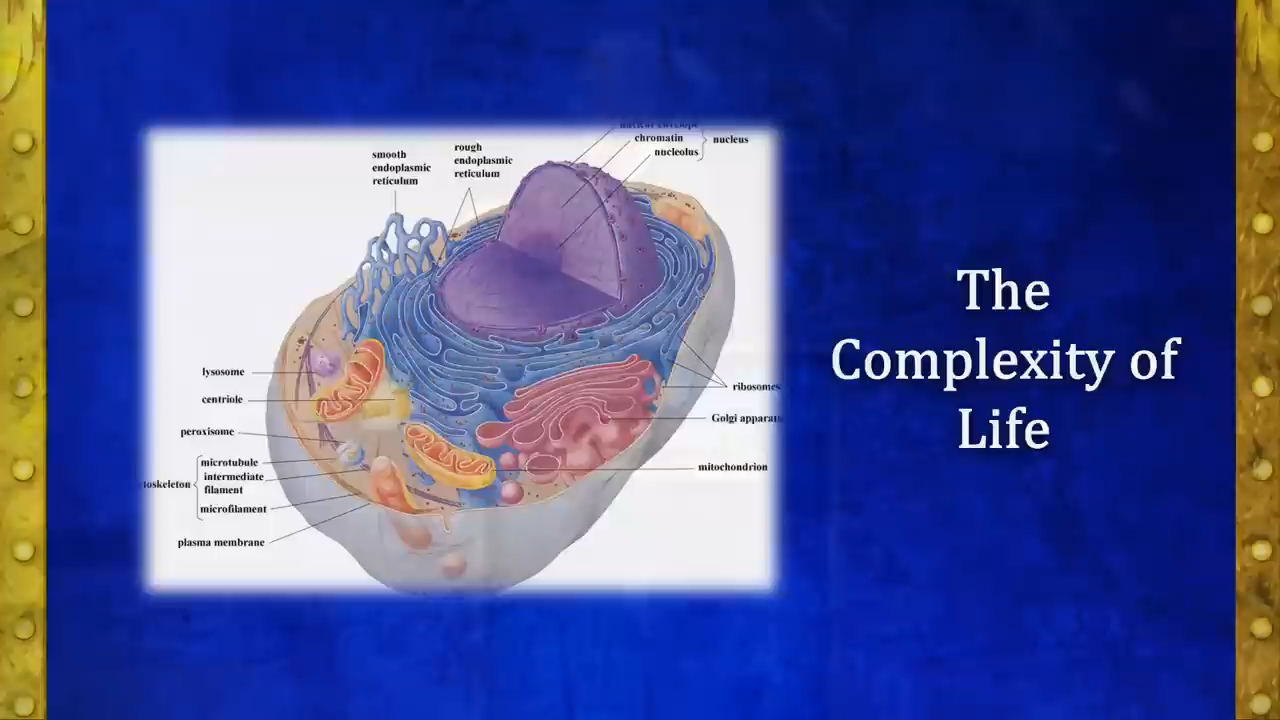 chromatin
nucleolus
nucleus
smooth
endoplasmic
reticulum
rough
endoplasmic
reticulum
lysosome
centriole
peroxisome
microtubule
intermediate
filament
microfilament
plasma membrane
ribosomes
Golgi
mitochondrion
The
Complexity of
Life